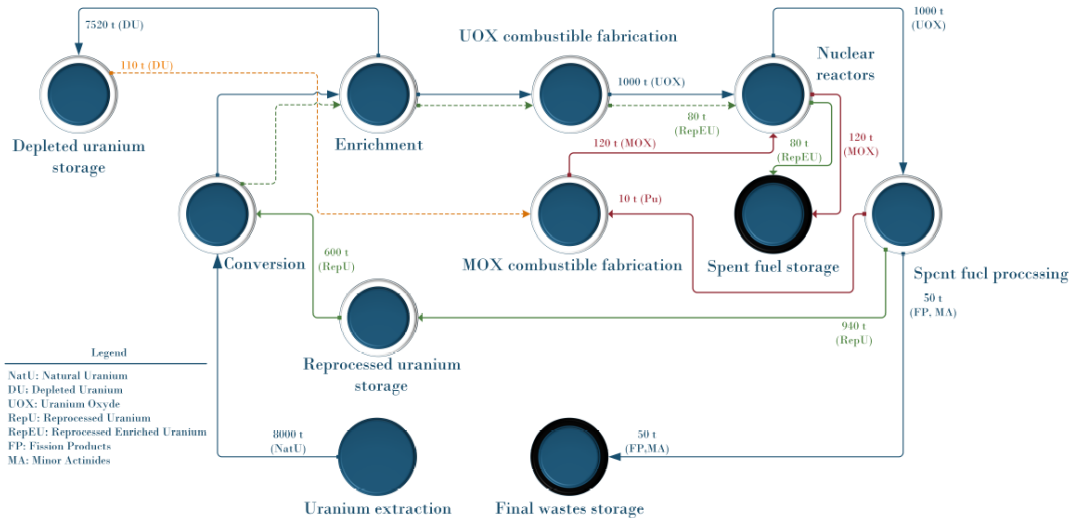 7520 t (DU)
110 t (DU)
Depleted uranium
storage
UOX combustible fabrication
1000 t
(UOX)
Nuclear
reactors
1000 t (UOX)
80 t
(RepEU)
Enrichment
120 t (MOX)
80 t
(RepEU)
120 t
(MOX)
10 t (Pu)
600 t
(RepU)
Conversion
MOX combustible fabrication
Spent fuel storage
Spent fuel processing
50 t
(FP, MA)
940 t
(RepU)
Reprocessed uranium
storage
Legend
NatU: Natural Uranium
DU: Depleted Uranium
UOX: Uranium Oxyde
RepU: Reprocessed Uranium
RepEU: Reprocessed Enriched Uranium
FP: Fission Products
MA: Minor Actinides
8000 t
(NatU)
50 t
(FP,MA)
Uranium extraction
Final wastes storage